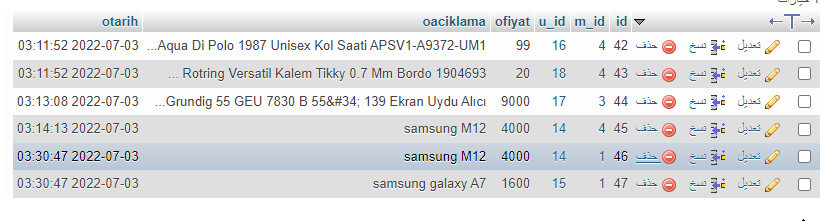 id m_id u_id ofiyat oaciklama otarih
تعديل نسخ حذف 42 4 16 99 Aqua Di Polo 1987 Unisex Kol Saati APSV1-A9372-UM1... 2022-07-03 03:11:52
تعديل نسخ حذف 43 4 18 20 Rotring Versatil Kalem Tikky 0.7 Mm Bordo 1904693 ... 2022-07-03 03:11:52
تعديل نسخ حذف 44 3 17 9000 Grundig 55 GEU 7830 B 55&#34; 139 Ekran Uydu Alıcı... 2022-07-03 03:13:08
تعديل نسخ حذف 45 4 14 4000 samsung M12 2022-07-03 03:14:13
تعديل نسخ حذف 46 1 14 4000 samsung M12 2022-07-03 03:30:47
تعديل نسخ حذف 47 1 15 1600 samsung galaxy A7 2022-07-03 03:30:47